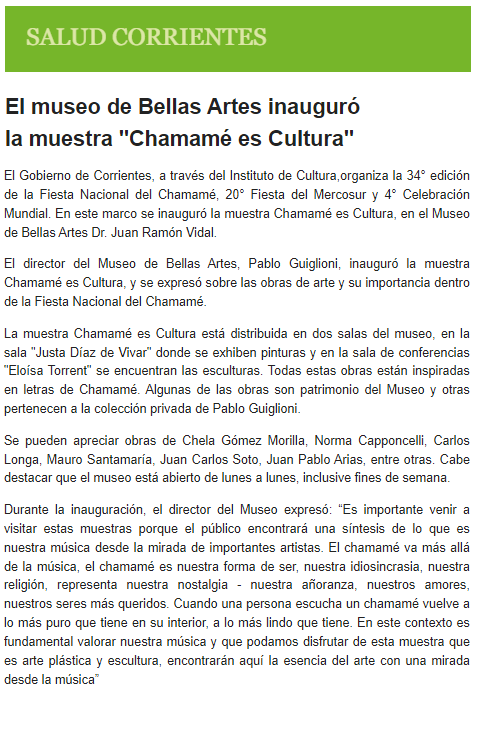 SALUD CORRIENTES
El museo de Bellas Artes inauguró
la muestra "Chamamé es Cultura"
El Gobierno de Corrientes, a través del Instituto de Cultura,organiza la 34° edición
de la Fiesta Nacional del Chamamé, 20° Fiesta del Mercosur y 4° Celebración
Mundial. En este marco se inauguró la muestra Chamamé es Cultura, en el Museo
de Bellas Artes Dr. Juan Ramón Vidal.
El director del Museo de Bellas Artes, Pablo Guiglioni, inauguró la muestra
Chamamé es Cultura, y se expresó sobre las obras de arte y su importancia dentro
de la Fiesta Nacional del Chamamé.
La muestra Chamamé es Cultura está distribuida en dos salas del museo, en la
sala "Justa Díaz de Vivar" donde se exhiben pinturas y en la sala de conferencias
"Eloísa Torrent" se encuentran las esculturas. Todas estas obras están inspiradas
en letras de Chamamé. Algunas de las obras son patrimonio del Museo y otras
pertenecen a la colección privada de Pablo Guiglioni.
Se pueden apreciar obras de Chela Gómez Morilla, Norma Capponcelli, Carlos
Longa, Mauro Santamaría, Juan Carlos Soto, Juan Pablo Arias, entre otras. Cabe
destacar que el museo está abierto de lunes a lunes, inclusive fines de semana.
Durante la inauguración, el director del Museo expresó: “Es importante venir a
visitar estas muestras porque el público encontrará una síntesis de lo que es
nuestra música desde la mirada de importantes artistas. El chamamé va más allá
de la música, el chamamé es nuestra forma de ser, nuestra idiosincrasia, nuestra
religión, representa nuestra nostalgia - nuestra añoranza, nuestros amores,
nuestros seres más queridos. Cuando una persona escucha un chamamé vuelve a
lo más puro que tiene en su interior, a lo más lindo que tiene. En este contexto es
fundamental valorar nuestra música y que podamos disfrutar de esta muestra que
es arte plástica y escultura, encontrarán aquí la esencia del arte con una mirada
desde la música”